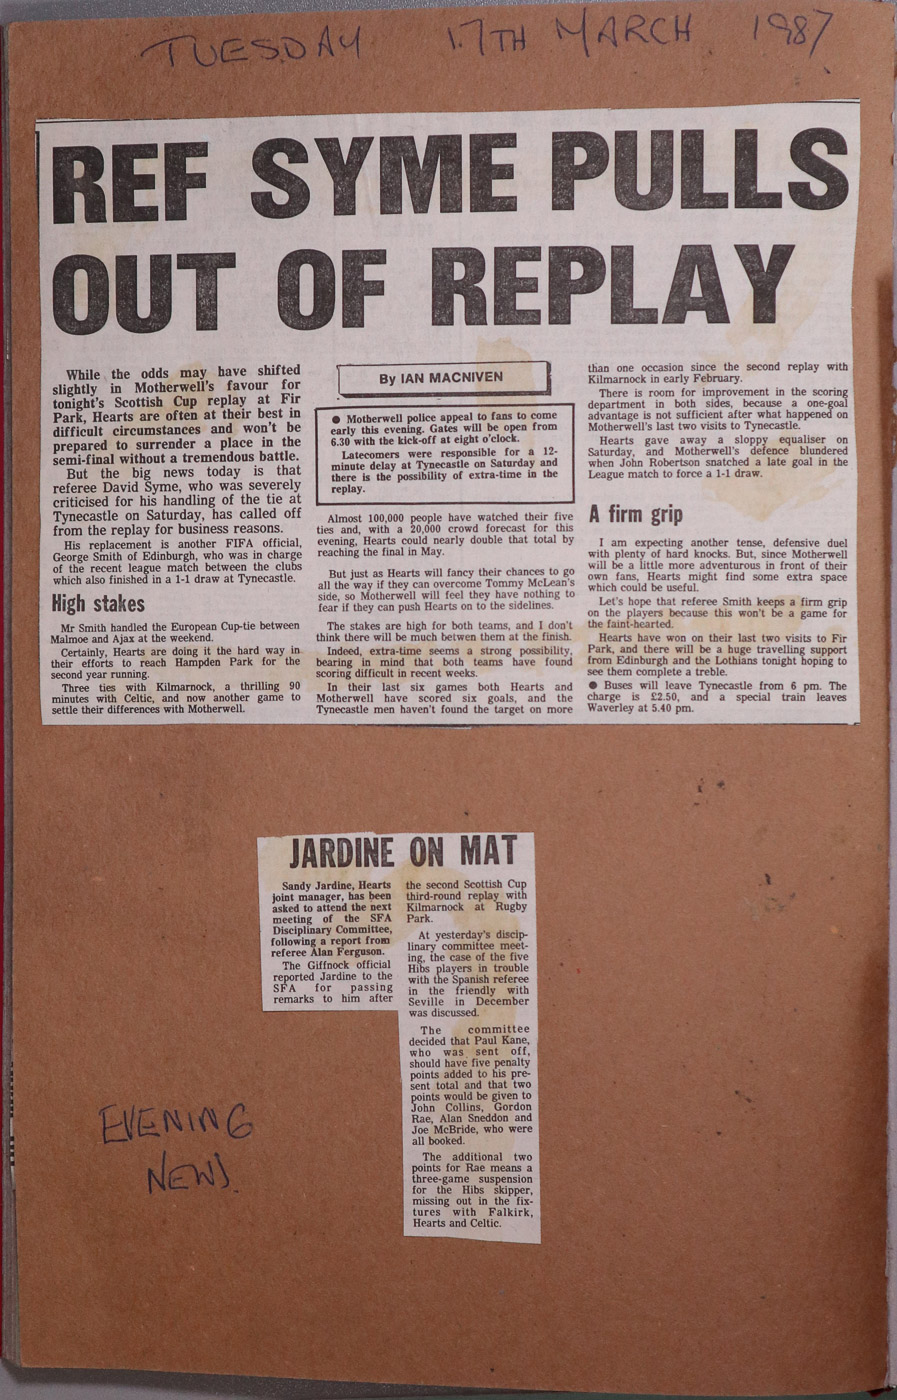 TUESDAY 17TH MARCH 1987
REF SYME PULLS
OUT OF REPLAY
While the odds may have shifted
slightly in Motherwell's favour for
tonight's Scottish Cup replay at Fir
Park, Hearts are often at their best in
difficult circumstances and won't be
prepared to surrender a place in the
semi-final without a tremendous battle.
But the big news today is that
referee David Syme, who was severely
criticised for his handling of the tie at
Tynecastle on Saturday, has called off
from the replay for business reasons.
His replacement is another FIFA official,
George Smith of Edinburgh, who was in charge
of the recent league match between the clubs
which also finished in a 1-1 draw at Tynecastle.
High stakes
Mr Smith handled the European Cup-tie between
Malmoe and Ajax at the weekend.
Certainly, Hearts are doing it the hard way in
their efforts to reach Hampden Park for the
second year running.
Three ties with Kilmarnock, a thrilling 90
minutes with Celtic, and now another game to
settle their differences with Motherwell.
By IAN MACNIVEN
● Motherwell police appeal to fans to come
early this evening. Gates will be open from
6.30 with the kick-off at eight o'clock.
Latecomers were responsible for a 12-
minute delay at Tynecastle on Saturday and
there is the possibility of extra-time in the
replay.
Almost 100,000 people have watched their five
ties and, with a 20,000 crowd forecast for this
evening, Hearts could nearly double that total by
reaching the final in May.
But just as Hearts will fancy their chances to go
all the way if they can overcome Tommy McLean's
side, so Motherwell will feel they have nothing to
fear if they can push Hearts on to the sidelines.
The stakes are high for both teams, and I don't
think there will be much betwen them at the finish.
Indeed, extra-time seems a strong possibility,
bearing in mind that both teams have found
scoring difficult in recent weeks.
In their last six games both Hearts and
Motherwell have scored six goals, and the
Tynecastle men haven't found the target on more
than one occasion since the second replay with
Kilmarnock in early February.
There is room for improvement in the scoring
department in both sides, because a one-goal
advantage is not sufficient after what happened on
Motherwell's last two visits to Tynecastle.
Hearts gave away a sloppy equaliser on
Saturday, and Motherwell's defence blundered
when John Robertson snatched a late goal in the
League match to force a 1-1 draw.
A firm grip
I am expecting another tense, defensive duel
with plenty of hard knocks. But, since Motherwell
will be a little more adventurous in front of their
own fans, Hearts might find some extra space
which could be useful.
Let's hope that referee Smith keeps a firm grip
on the players because this won't be a game for
the faint-hearted.
Hearts have won on their last two visits to Fir
Park, and there will be a huge travelling support
from Edinburgh and the Lothians tonight hoping to
see them complete a treble.
● Buses will leave Tynecastle from 6 pm. The
charge is £2.50, and a special train leaves
Waverley at 5.40 pm.
JARDINE ON MAT
Sandy Jardine, Hearts
joint manager, has been
asked to attend the next
meeting of the SFA
Disciplinary Committee,
following a report from
referee Alan Ferguson.
The Giffnock official
reported Jardine to the
SFA for passing
remarks to him after
the second Scottish Cup
third-round replay with
Kilmarnock at Rugby
Park.
At yesterday's discip-
linary committee meet-
ing, the case of the five
Hibs players in trouble
with the Spanish referee
in the friendly with
Seville in December
was discussed.
The committee
decided that Paul Kane,
who was sent off,
should have five penalty
points added to his pre-
sent total and that two
points would be given to
John Collins, Gordon
Rae, Alan Sneddon and
Joe McBride, who were
all booked.
The additional two
points for Rae means a
three-game suspension
for the Hibs skipper,
missing out in the fix-
tures with Falkirk,
Hearts and Celtic.
EVENING
NEWS